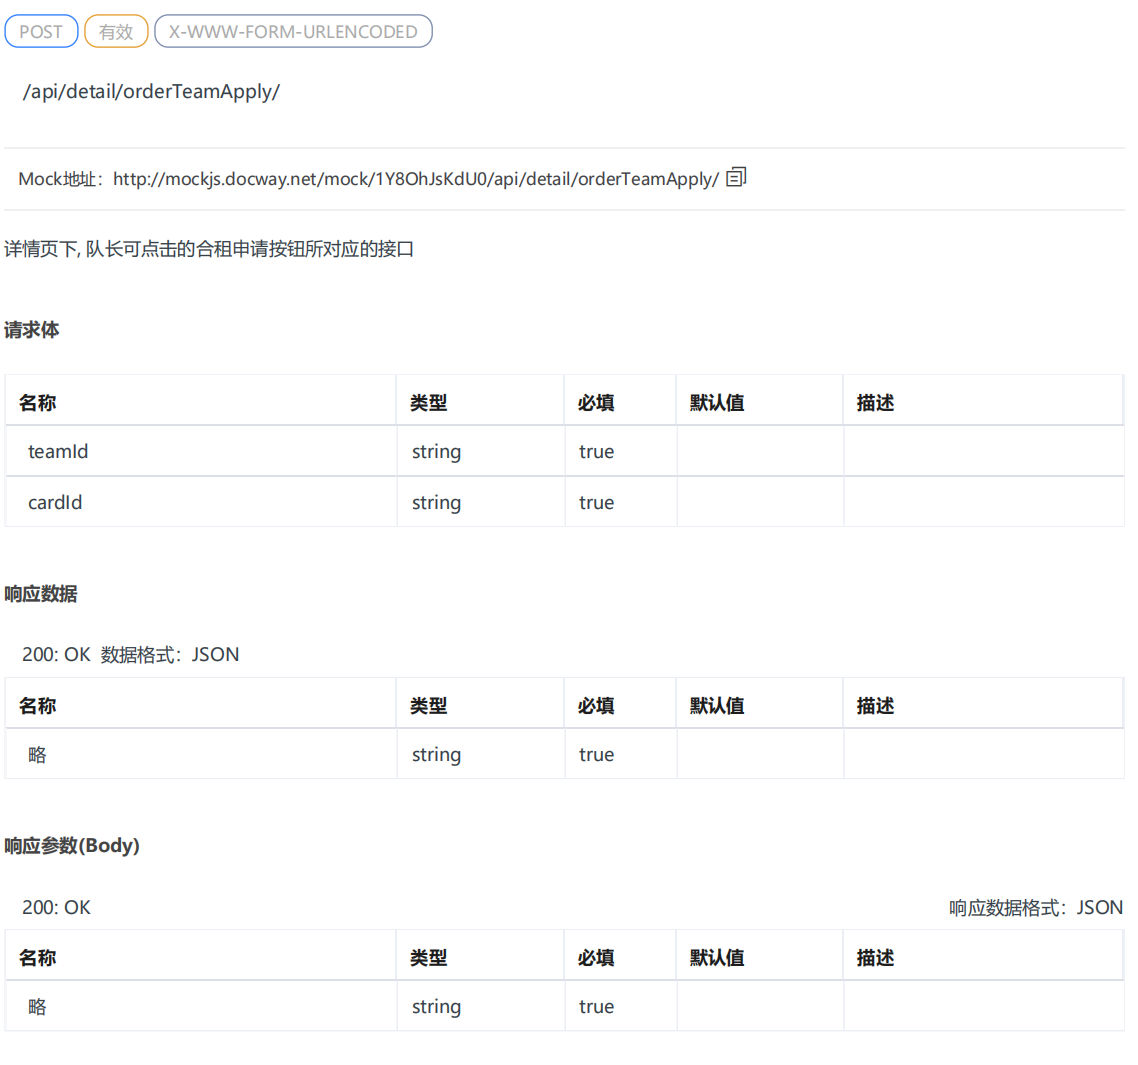 POST 有效 X-WWW-FORM-URLENCODED
/api/detail/orderTeamApply/
Mock地址：http://mockjs.docway.net/mock/1Y8OhJsKdU0/api/detail/orderTeamApply/
详情页下, 队长可点击的合租申请按钮所对应的接口
请求体
名称 类型 必填 默认值 描述
teamId string true
cardId string true
响应数据
200: OK 数据格式：JSON
名称 类型 必填 默认值 描述
略 string true
响应参数(Body)
200: OK 响应数据格式：JSON
名称 类型 必填 默认值 描述
略 string true